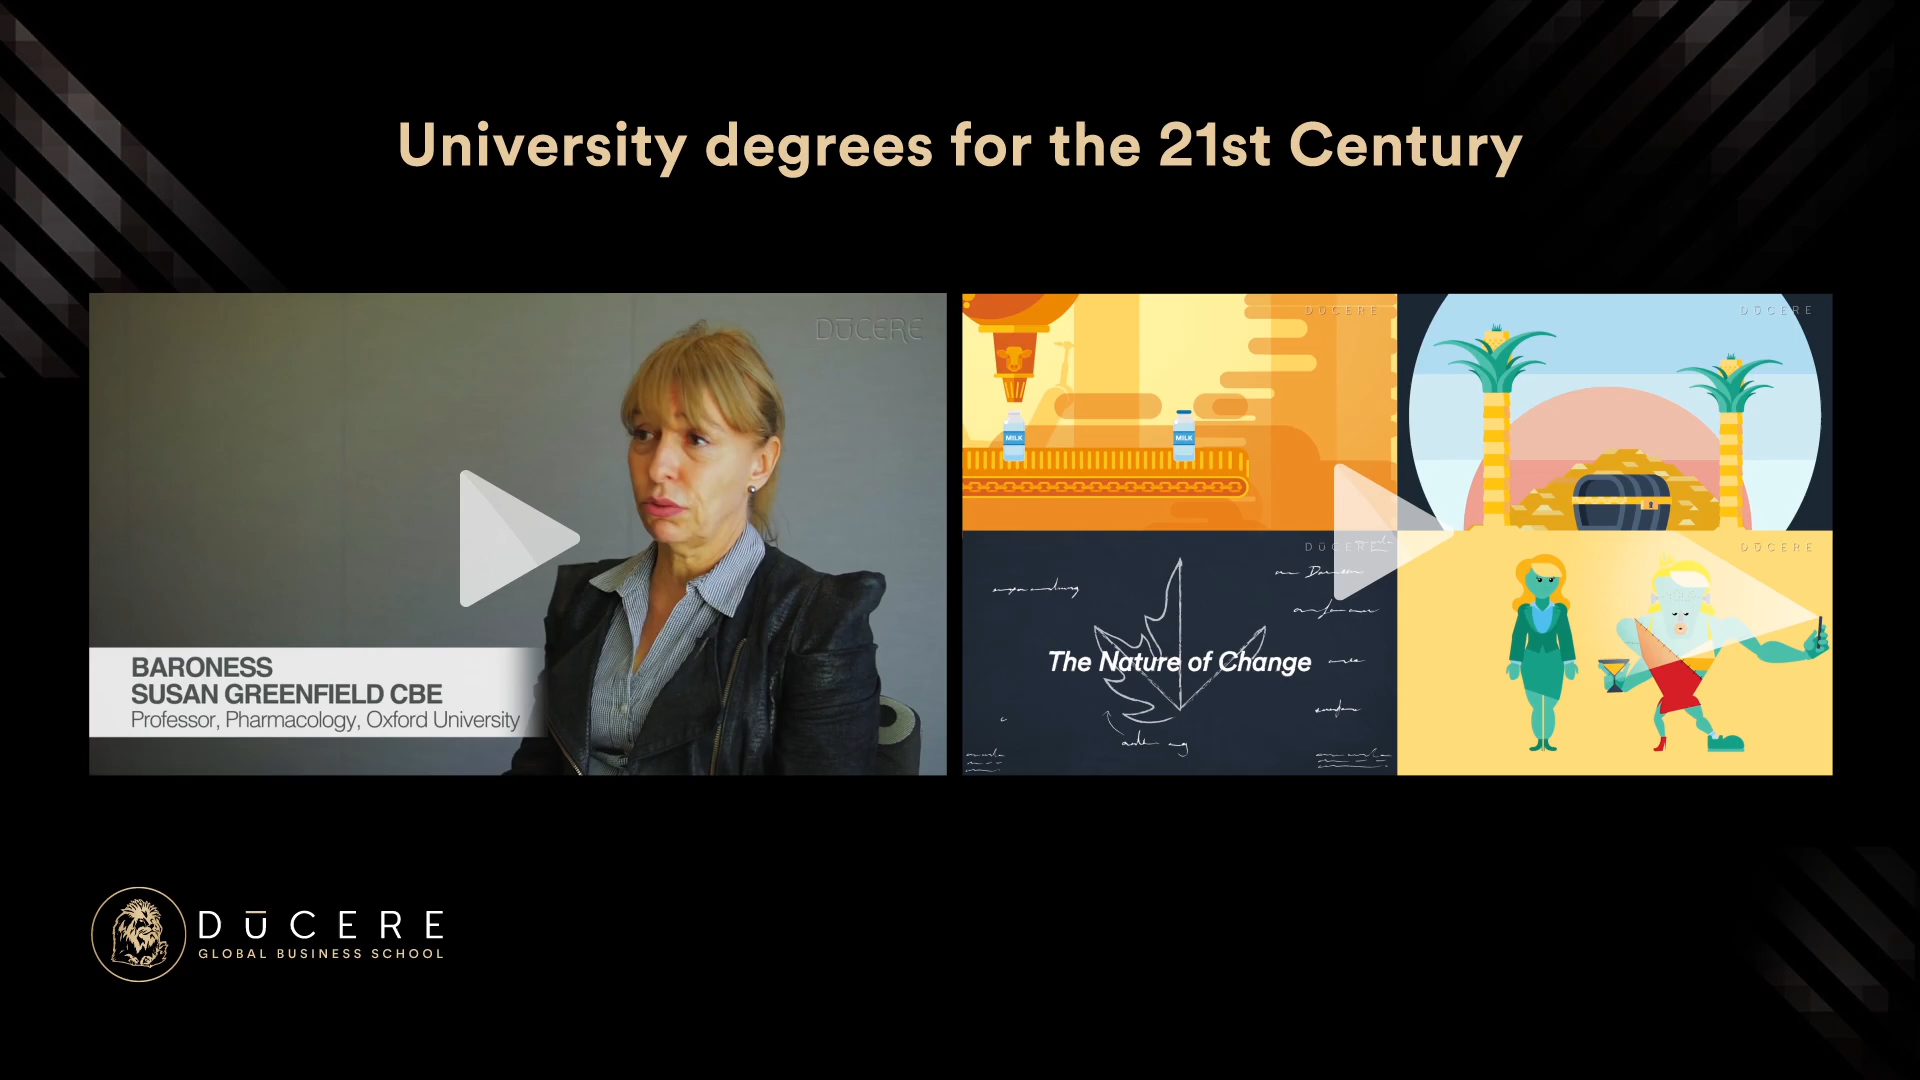 University degrees for the 21st Century
DŪCERE
BARONESS
SUSAN GREENFIELD CBE
Professor, Pharmacology, Oxford University
DŪCERE
MILK
MILK
DŪCERE
DŪCERE
The Nature of Change
DŪCERE
DŪCERE
GLOBAL BUSINESS SCHOOL